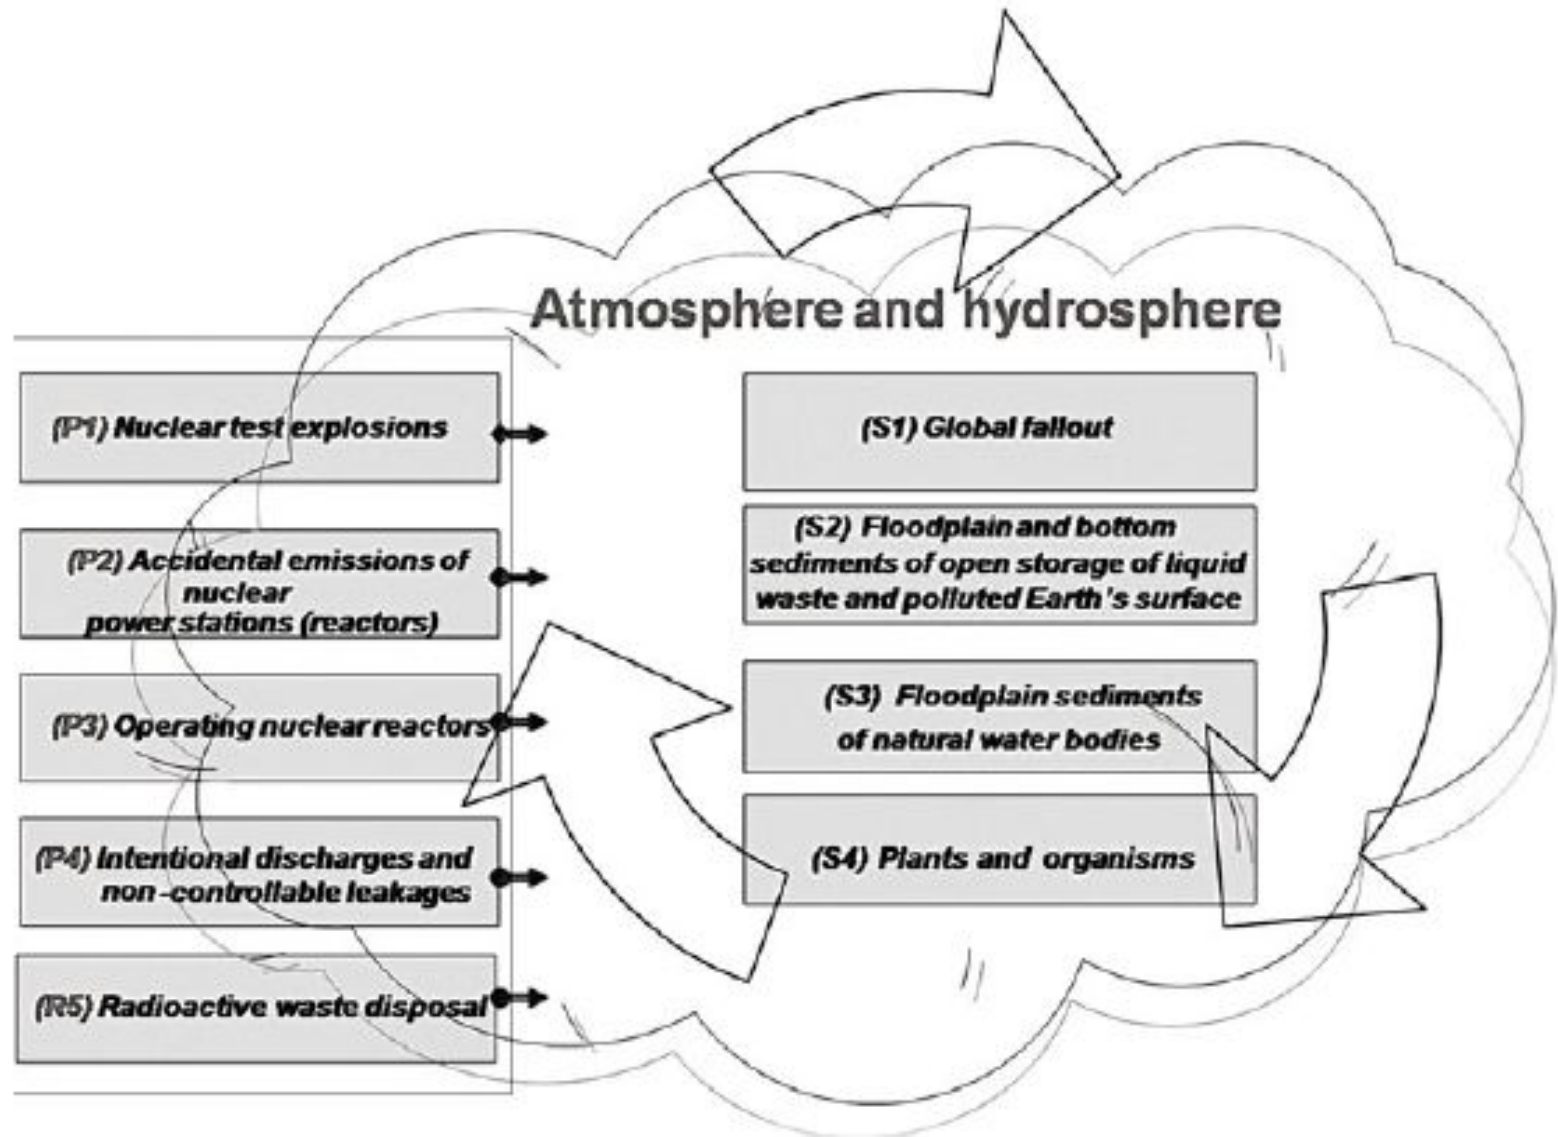 Atmosphere and hydrosphere
(P1) Nuclear test explosions
(P2) Accidental emissions of
nuclear
power stations (reactors)
(P3) Operating nuclear reactors
(P4) Intentional discharges and
non-controllable leakages
(R5) Radioactive waste disposal
(S1) Global fallout
(S2) Floodplain and bottom
sediments of open storage of liquid
waste and polluted Earth's surface
(S3) Floodplain sediments
of natural water bodies
(S4) Plants and organisms